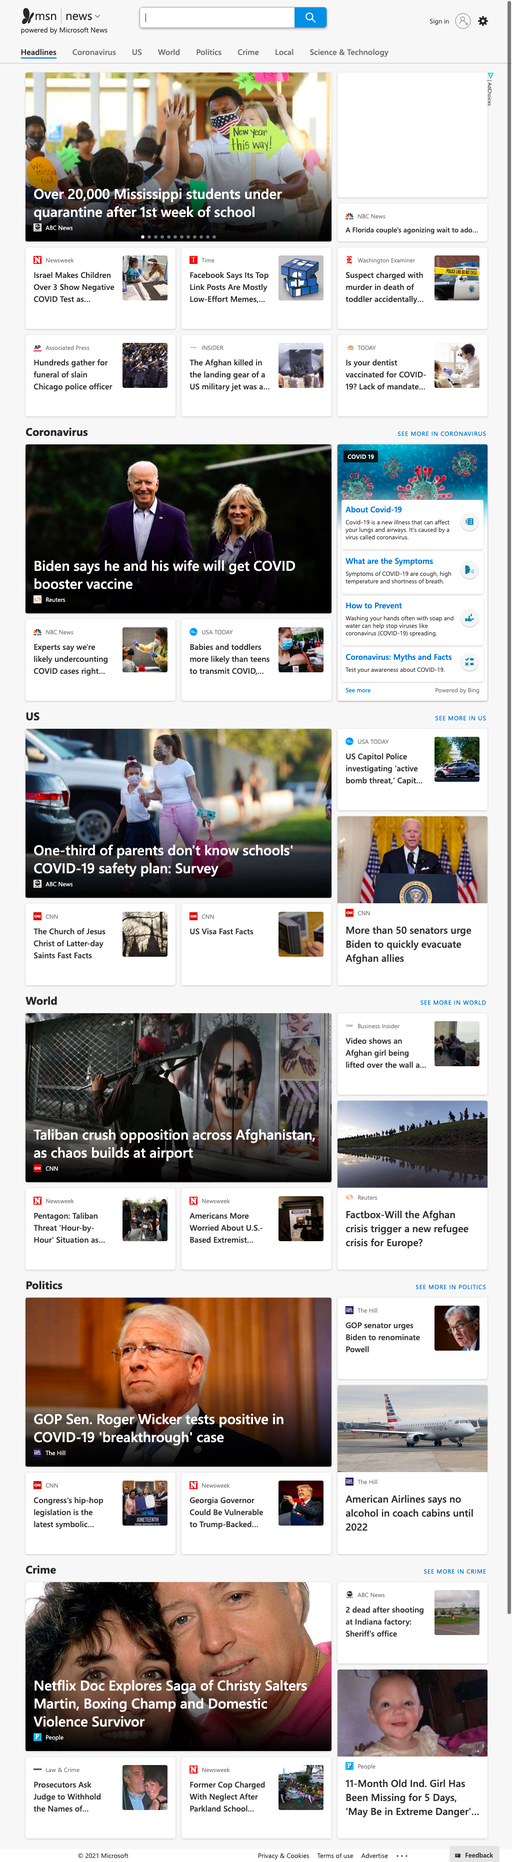 msn | news
powered by Microsoft News
Sign in
Headlines Coronavirus US World Politics Crime Local Science & Technology
New year this way!
Over 20,000 Mississippi students under
quarantine after 1st week of school
ABC News
AdChoices
NBC News
A Florida couple's agonizing wait to ado...
Newsweek
Israel Makes Children
Over 3 Show Negative
COVID Test as...
Time
Facebook Says Its Top
Link Posts Are Mostly
Low-Effort Memes,...
Washington Examiner
Suspect charged with
murder in death of
toddler accidentally...
AP Associated Press
Hundreds gather for
funeral of slain
Chicago police officer
INSIDER
The Afghan killed in
the landing gear of a
US military jet was a...
TODAY
Is your dentist
vaccinated for COVID-
19? Lack of mandate...
Coronavirus
SEE MORE IN CORONAVIRUS
Biden says he and his wife will get COVID
booster vaccine
Reuters
COVID 19
About Covid-19
Covid-19 is a new illness that can affect
your lungs and airways. It's caused by a
virus called coronavirus.
What are the Symptoms
Symptoms of COVID-19 are cough, high
temperature and shortness of breath.
How to Prevent
Washing your hands often with soap and
water can help stop viruses like
coronavirus (COVID-19) spreading.
Coronavirus: Myths and Facts
Test your awareness about COVID-19.
See more
Powered by Bing
NBC News
Experts say we're
likely undercounting
COVID cases right...
USA TODAY
Babies and toddlers
more likely than teens
to transmit COVID,...
US
SEE MORE IN US
One-third of parents don't know schools'
COVID-19 safety plan: Survey
ABC News
USA TODAY
US Capitol Police
investigating 'active
bomb threat,' Capit...
CNN
More than 50 senators urge
Biden to quickly evacuate
Afghan allies
CNN
The Church of Jesus
Christ of Latter-day
Saints Fast Facts
CNN
US Visa Fast Facts
World
SEE MORE IN WORLD
Taliban crush opposition across Afghanistan,
as chaos builds at airport
CNN
Business Insider
Video shows an
Afghan girl being
lifted over the wall a...
Reuters
Factbox-Will the Afghan
crisis trigger a new refugee
crisis for Europe?
Newsweek
Pentagon: Taliban
Threat 'Hour-by-
Hour' Situation as...
Newsweek
Americans More
Worried About U.S.-
Based Extremist...
Politics
SEE MORE IN POLITICS
GOP Sen. Roger Wicker tests positive in
COVID-19 'breakthrough' case
The Hill
The Hill
GOP senator urges
Biden to renominate
Powell
The Hill
American Airlines says no
alcohol in coach cabins until
2022
CNN
Congress's hip-hop
legislation is the
latest symbolic...
JUNETEENTH
Newsweek
Georgia Governor
Could Be Vulnerable
to Trump-Backed...
Crime
SEE MORE IN CRIME
Netflix Doc Explores Saga of Christy Salters
Martin, Boxing Champ and Domestic
Violence Survivor
People
ABC News
2 dead after shooting
at Indiana factory:
Sheriff's office
People
11-Month Old Ind. Girl Has
Been Missing for 5 Days,
'May Be in Extreme Danger'...
Law & Crime
Prosecutors Ask
Judge to Withhold
the Names of...
Newsweek
Former Cop Charged
With Neglect After
Parkland School...
© 2021 Microsoft
Privacy & Cookies Terms of use Advertise ...
Feedback